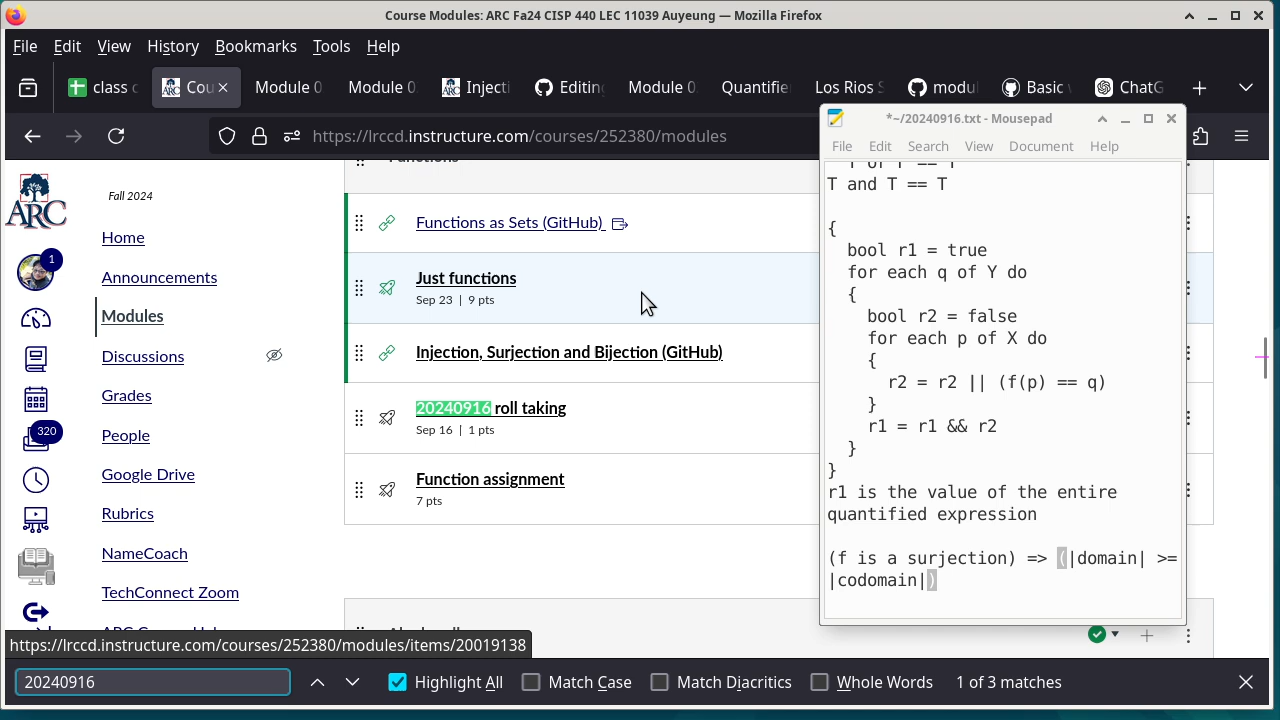 Course Modules: ARC Fa24 CISP 440 LEC 11039 Auyeung — Mozilla Firefox
File Edit View History Bookmarks Tools Help
class c Cou Module 0 Module 0 Injecti Editing Module 0 Quantifie Los Rios S modu Basic w ChatG
https://lrccd.instructure.com/courses/252380/modules
ARC
Fall 2024
Home
1
Announcements
Modules
Discussions
Grades
People
320
Google Drive
Rubrics
NameCoach
TechConnect Zoom
Functions
Functions as Sets (GitHub)
Just functions
Sep 23 | 9 pts
Injection, Surjection and Bijection (GitHub)
20240916 roll taking
Sep 16 | 1 pts
Function assignment
7 pts
*~/20240916.txt - Mousepad
File Edit Search View Document Help
T and T == T
{
bool r1 = true
for each q of Y do
{
bool r2 = false
for each p of X do
{
r2 = r2 || (f(p) == q)
}
r1 = r1 && r2
}
}
r1 is the value of the entire
quantified expression
(f is a surjection) => (|domain| >=
|codomain|)
https://lrccd.instructure.com/courses/252380/modules/items/20019138
20240916 Highlight All Match Case Match Diacritics Whole Words 1 of 3 matches